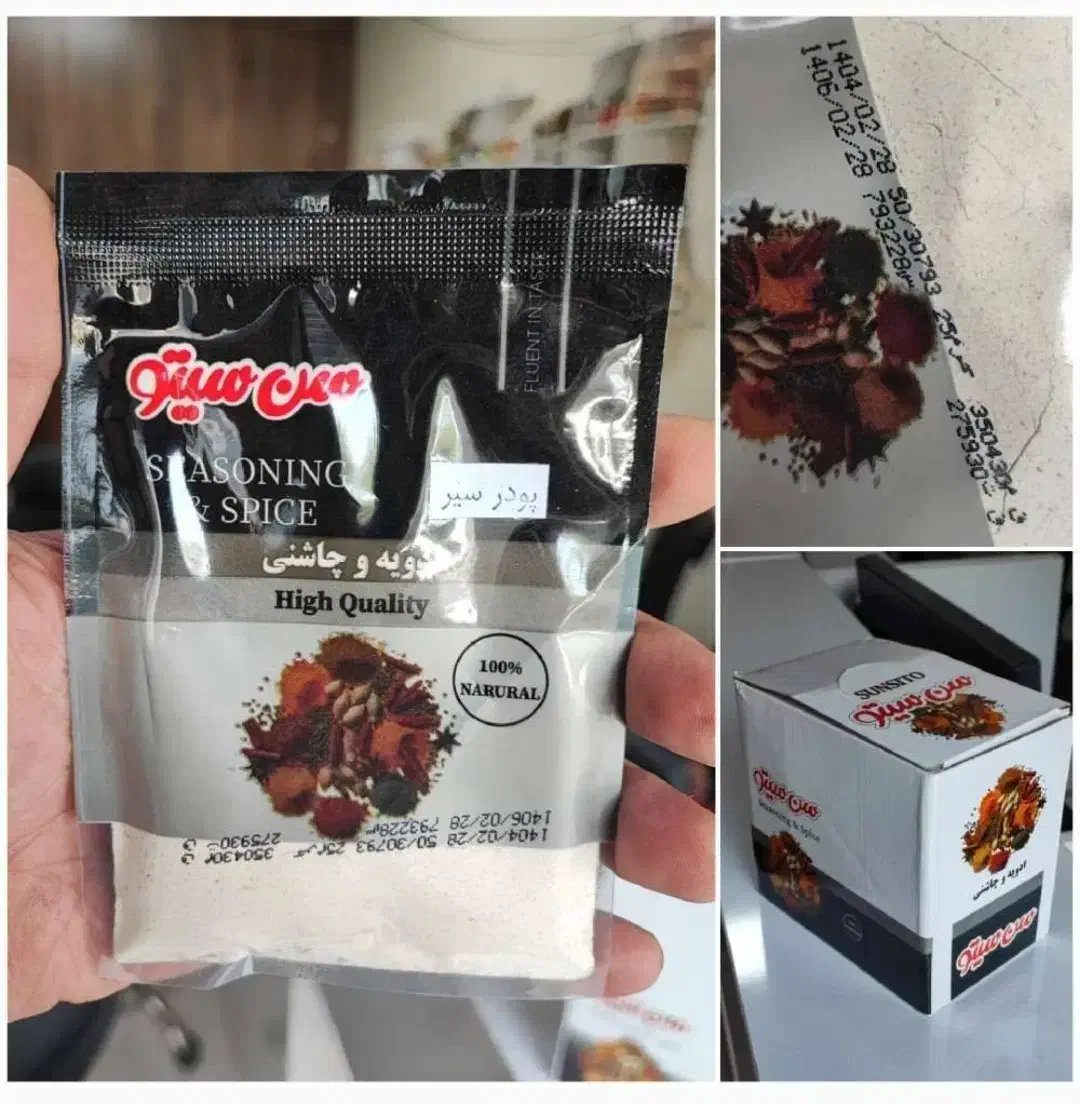 FLUENT IN TASTE
سن سیتو
SEASONING
& SPICE
پودر سیر
ادویه و چاشنی
High Quality
100%
NARURAL
1404/02/28 50/30793
1406/02/28 793228
275930
350430
1404/02/28 50/30793
1406/02/28 793228
350430
275930
SUNSITO
سن سیتو
سن سیتو
Seasoning & Spice
ادویه و چاشنی
سن سیتو